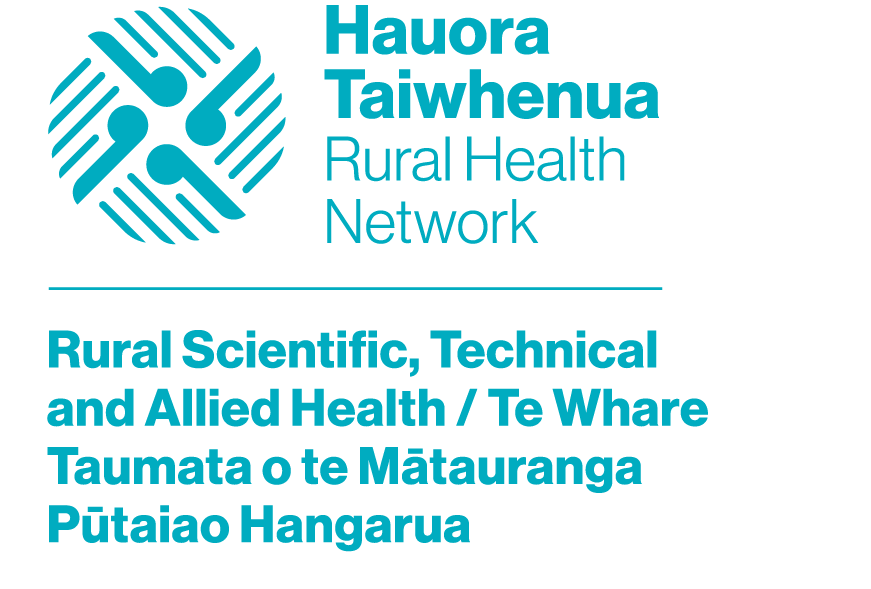 Hauora
Taiwhenua
Rural Health
Network
Rural Scientific, Technical
and Allied Health / Te Whare
Taumata o te Mātauranga
Pūtaiao Hangarua